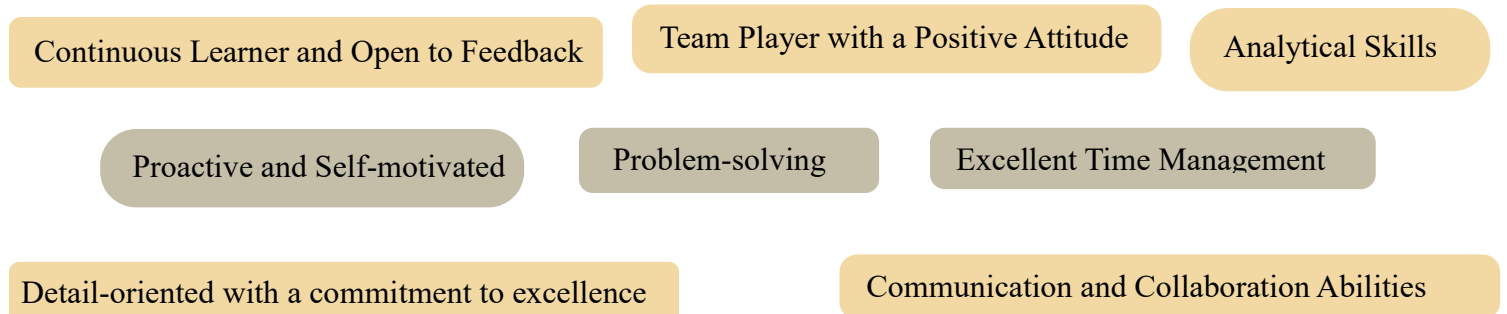 Continuous Learner and Open to Feedback
Team Player with a Positive Attitude
Analytical Skills
Proactive and Self-motivated
Problem-solving
Excellent Time Management
Detail-oriented with a commitment to excellence
Communication and Collaboration Abilities